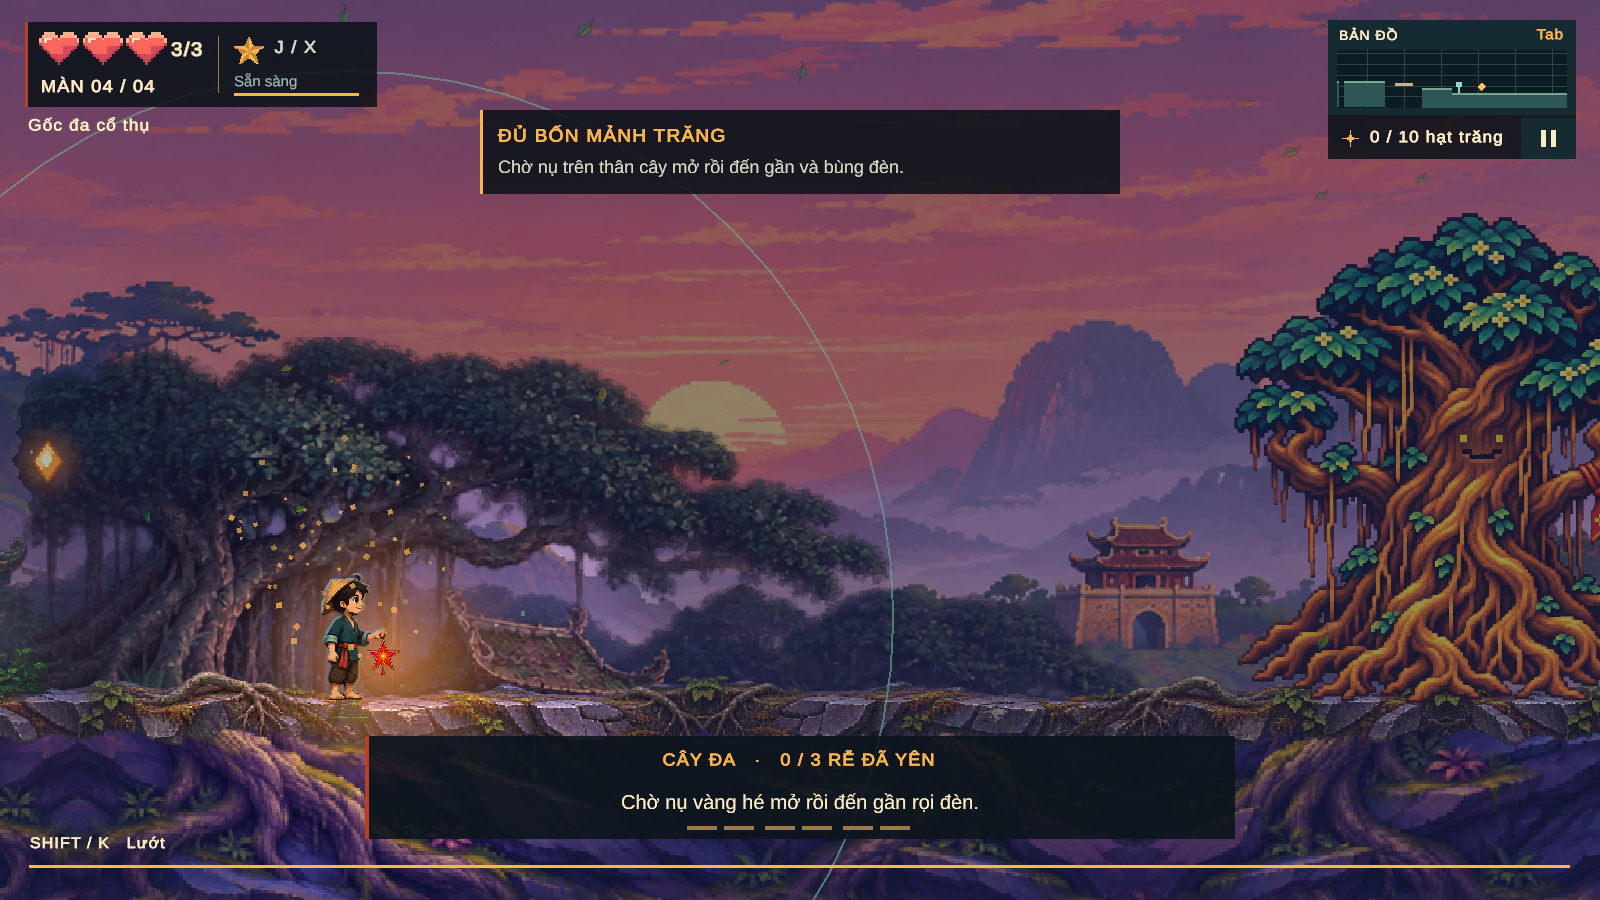 3/3
J / X
Sẵn sàng
MÀN 04 / 04
Gốc đa cổ thụ
BẢN ĐỒ Tab
0 / 10 hạt trăng
ĐỦ BỐN MẢNH TRĂNG
Chờ nụ trên thân cây mở rồi đến gần và bùng đèn.
CÂY ĐA · 0 / 3 RỄ ĐÃ YÊN
Chờ nụ vàng hé mở rồi đến gần rọi đèn.
SHIFT / K Lướt